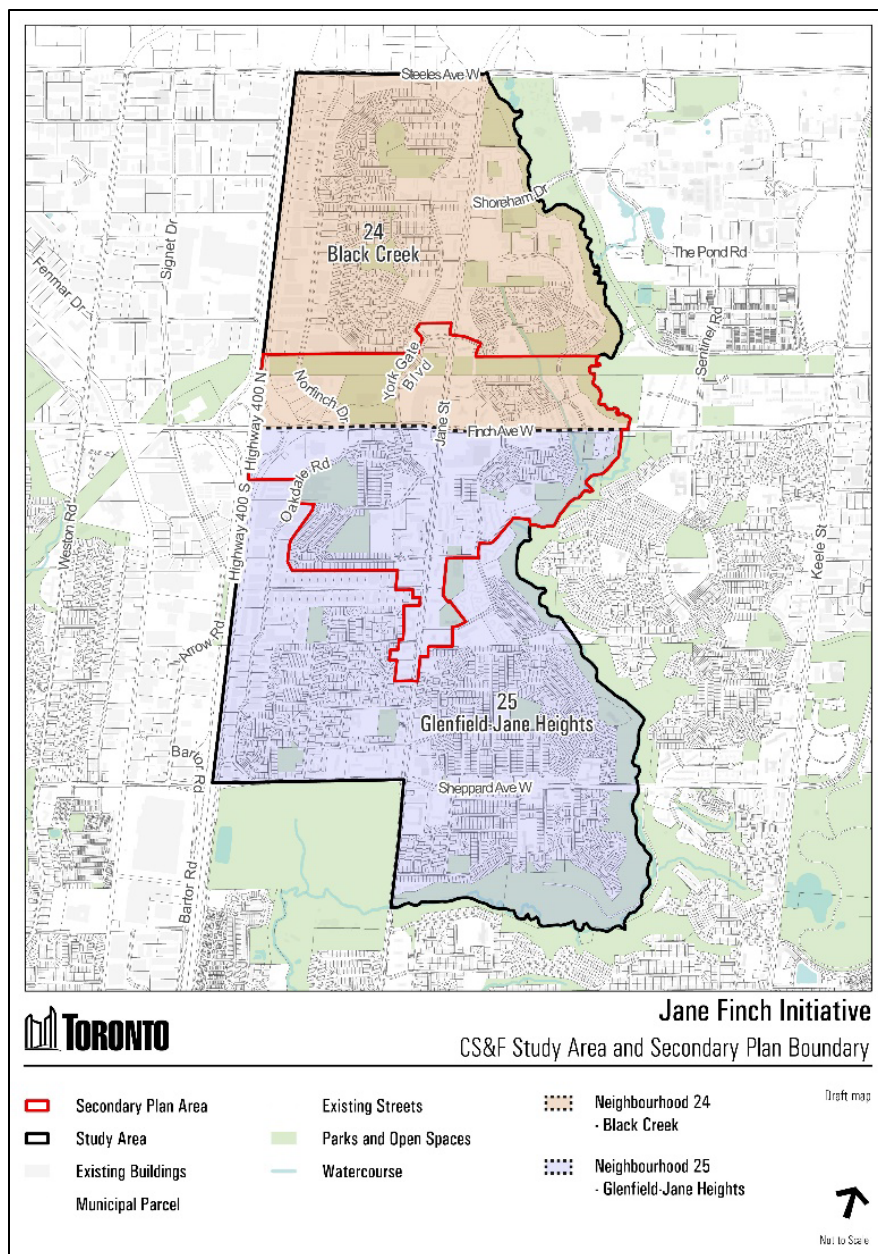 Steeles Ave W
Shoreham Dr
24
Black Creek
Signet Dr
The Pond Rd
Fenmar Dr
Sentinel Rd
York Gate
Blvd
Norfinch Dr
Highway 400 N
Jane St
Finch Ave W
Highway 400 S
Oakdale Rd
Weston Rd
Keele St
Arrow Rd
25
Glenfield-Jane Heights
Bartor Rd
Sheppard Ave W
Bartor Rd
Jane Finch Initiative
TORONTO
CS&F Study Area and Secondary Plan Boundary
Secondary Plan Area
Study Area
Existing Buildings
Municipal Parcel
Existing Streets
Parks and Open Spaces
Watercourse
Neighbourhood 24
- Black Creek
Neighbourhood 25
- Glenfield-Jane Heights
Draft map
Not to Scale